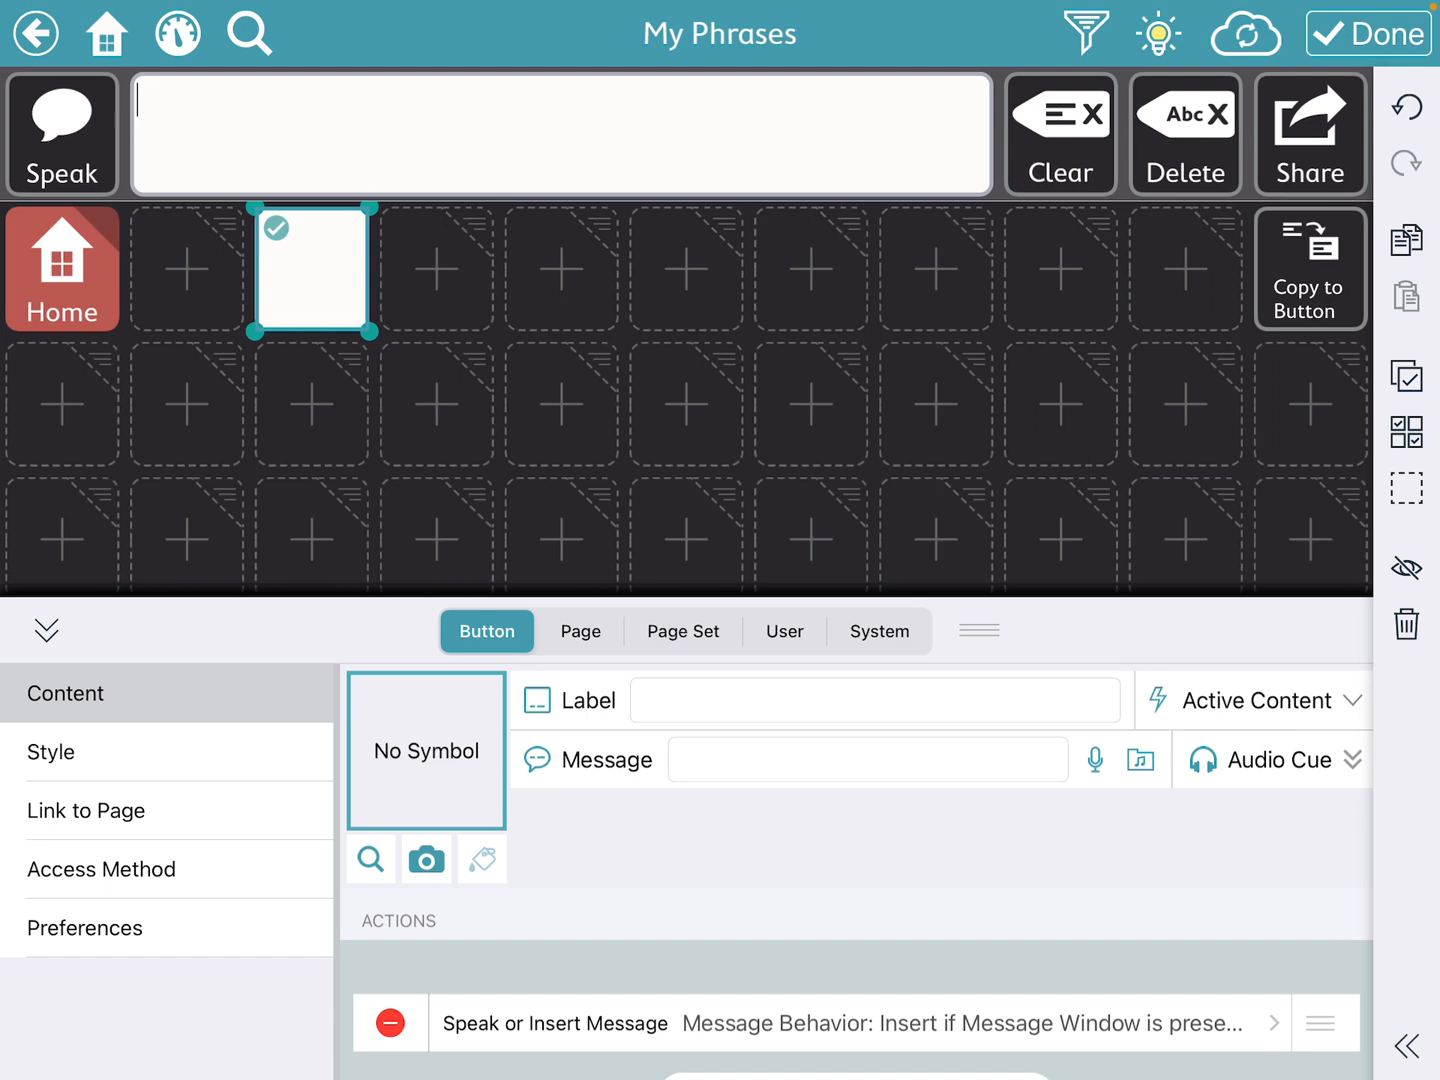 My Phrases
Done
Speak
Clear
Abc X
Delete
Share
Home
Copy to
Button
Button
Page
Page Set
User
System
Content
Style
Link to Page
Access Method
Preferences
No Symbol
Label
Active Content
Message
Audio Cue
ACTIONS
Speak or Insert Message Message Behavior: Insert if Message Window is prese...